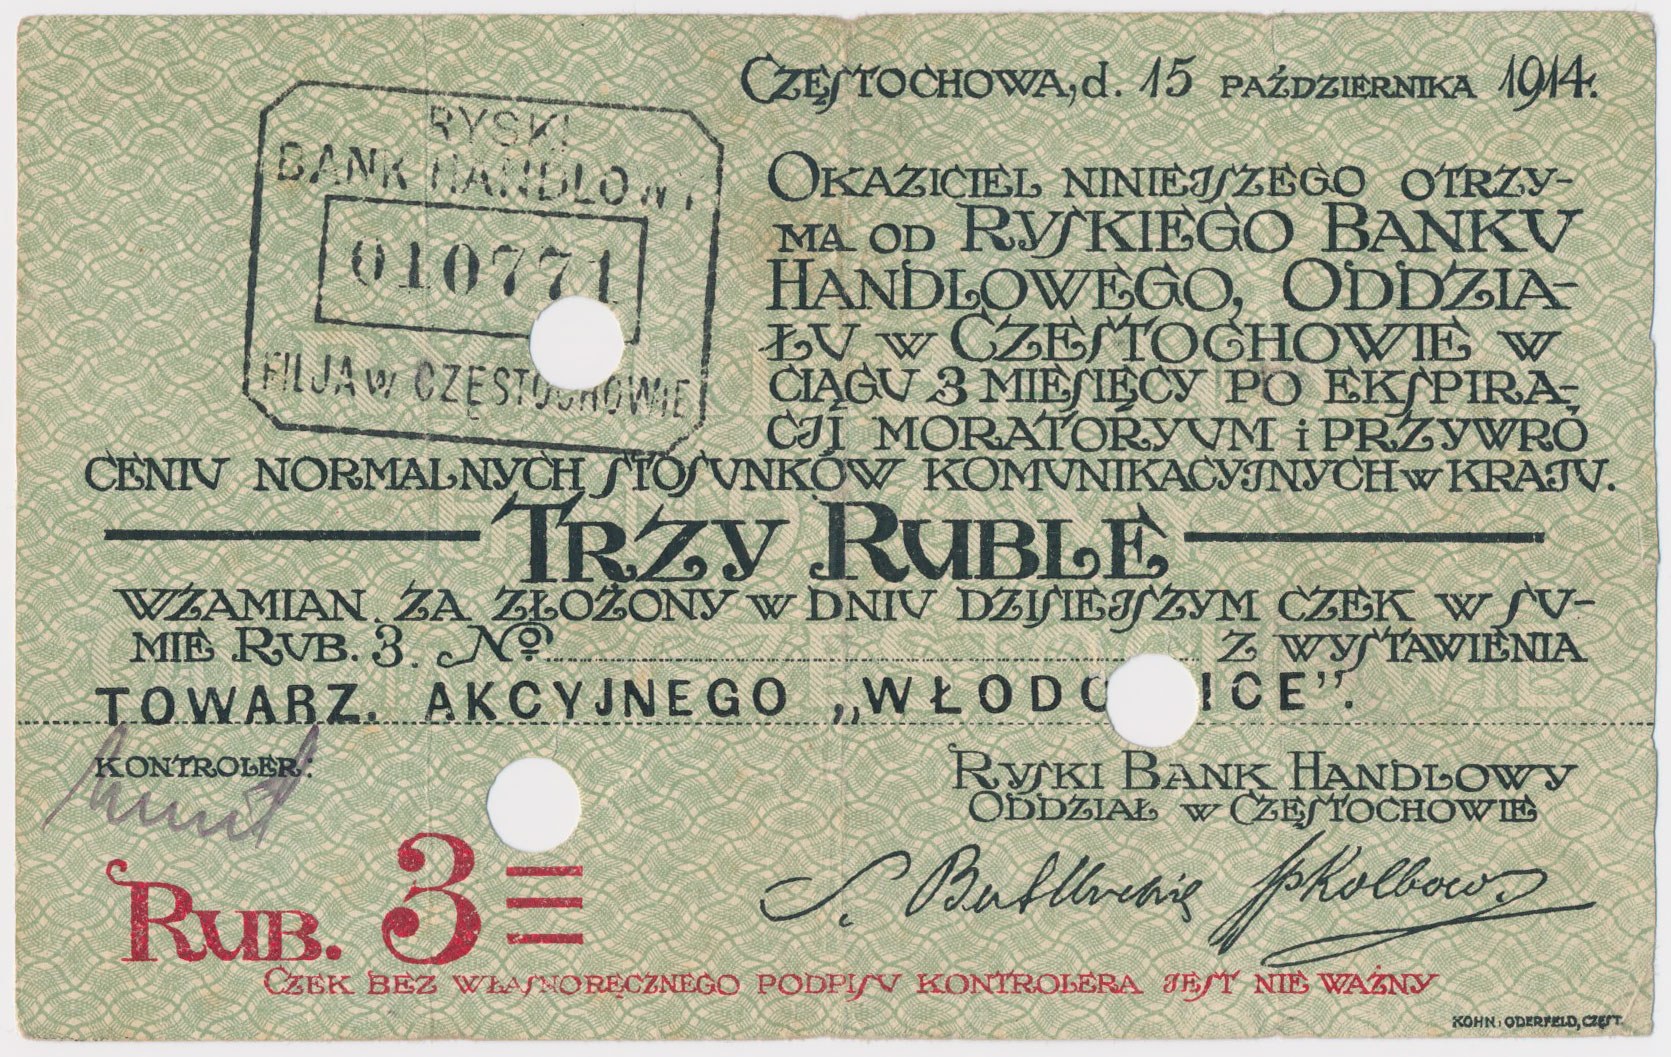 Częstochowa, d. 15 października 1914.
RYSKI
BANK HANDLOWY
010771
FILJA w CZĘSTOCHOWIE
Okaziciel niniejszego otrzy-
ma od Ryskiego Banku
Handlowego, Oddzia-
łu w Częstochowie w
ciągu 3 miesięcy po ekspira-
cji moratoryum i przywró
ceniu normalnych stosunków komunikacyjnych w kraju.
Trzy Ruble
wzamian za złożony w dniu dzisiejszym czek w su-
mie Rub. 3. No z wystawienia
TOWARZ. AKCYJNEGO „WŁODO ICE”.
kontroler:
Ryski Bank Handlowy
Oddział w Częstochowie
Rub. 3
Czek bez własnoręcznego podpisu kontrolera jest nie ważny
KOHN i ODERFELD, CZĘST.